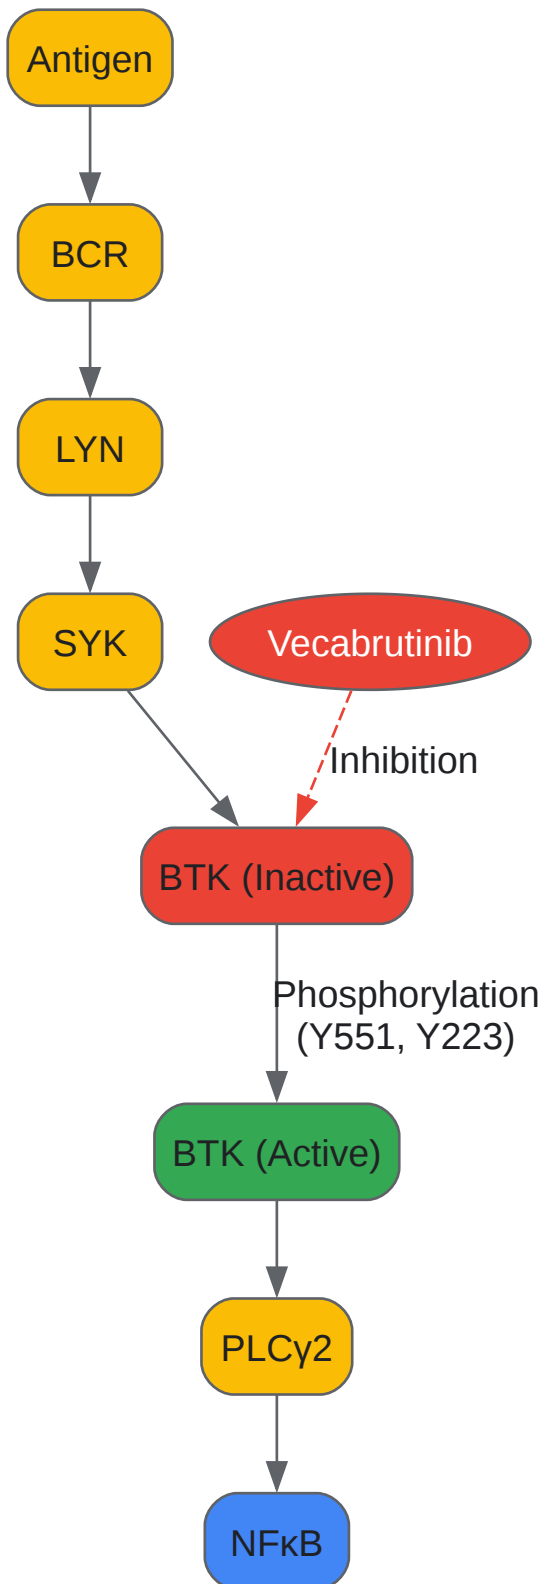 Antigen
BCR
LYN
SYK
Vecabrutinib
Inhibition
BTK (Inactive)
Phosphorylation
(Y551, Y223)
BTK (Active)
PLCγ2
NFκB